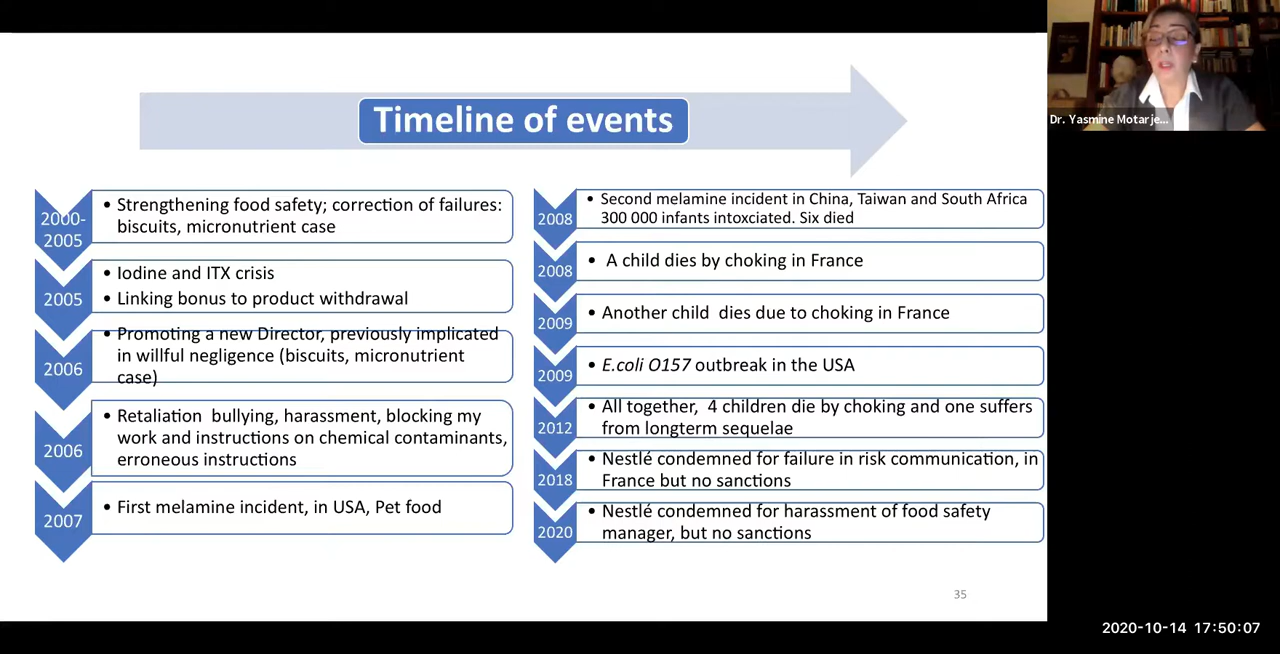 Timeline of events
2000-
2005
• Strengthening food safety; correction of failures:
biscuits, micronutrient case
2005
• Iodine and ITX crisis
• Linking bonus to product withdrawal
2006
• Promoting a new Director, previously implicated
in willful negligence (biscuits, micronutrient
case)
2006
• Retaliation  bullying, harassment, blocking my
work and instructions on chemical contaminants,
erroneous instructions
2007
• First melamine incident, in USA, Pet food
2008
• Second melamine incident in China, Taiwan and South Africa
300 000 infants intoxciated. Six died
2008
• A child dies by choking in France
2009
• Another child  dies due to choking in France
2009
• E.coli O157 outbreak in the USA
2012
• All together,  4 children die by choking and one suffers
from longterm sequelae
2018
• Nestlé condemned for failure in risk communication, in
France but no sanctions
2020
• Nestlé condemned for harassment of food safety
manager, but no sanctions
35
Dr. Yasmine Motarje...
2020-10-14 17:50:07